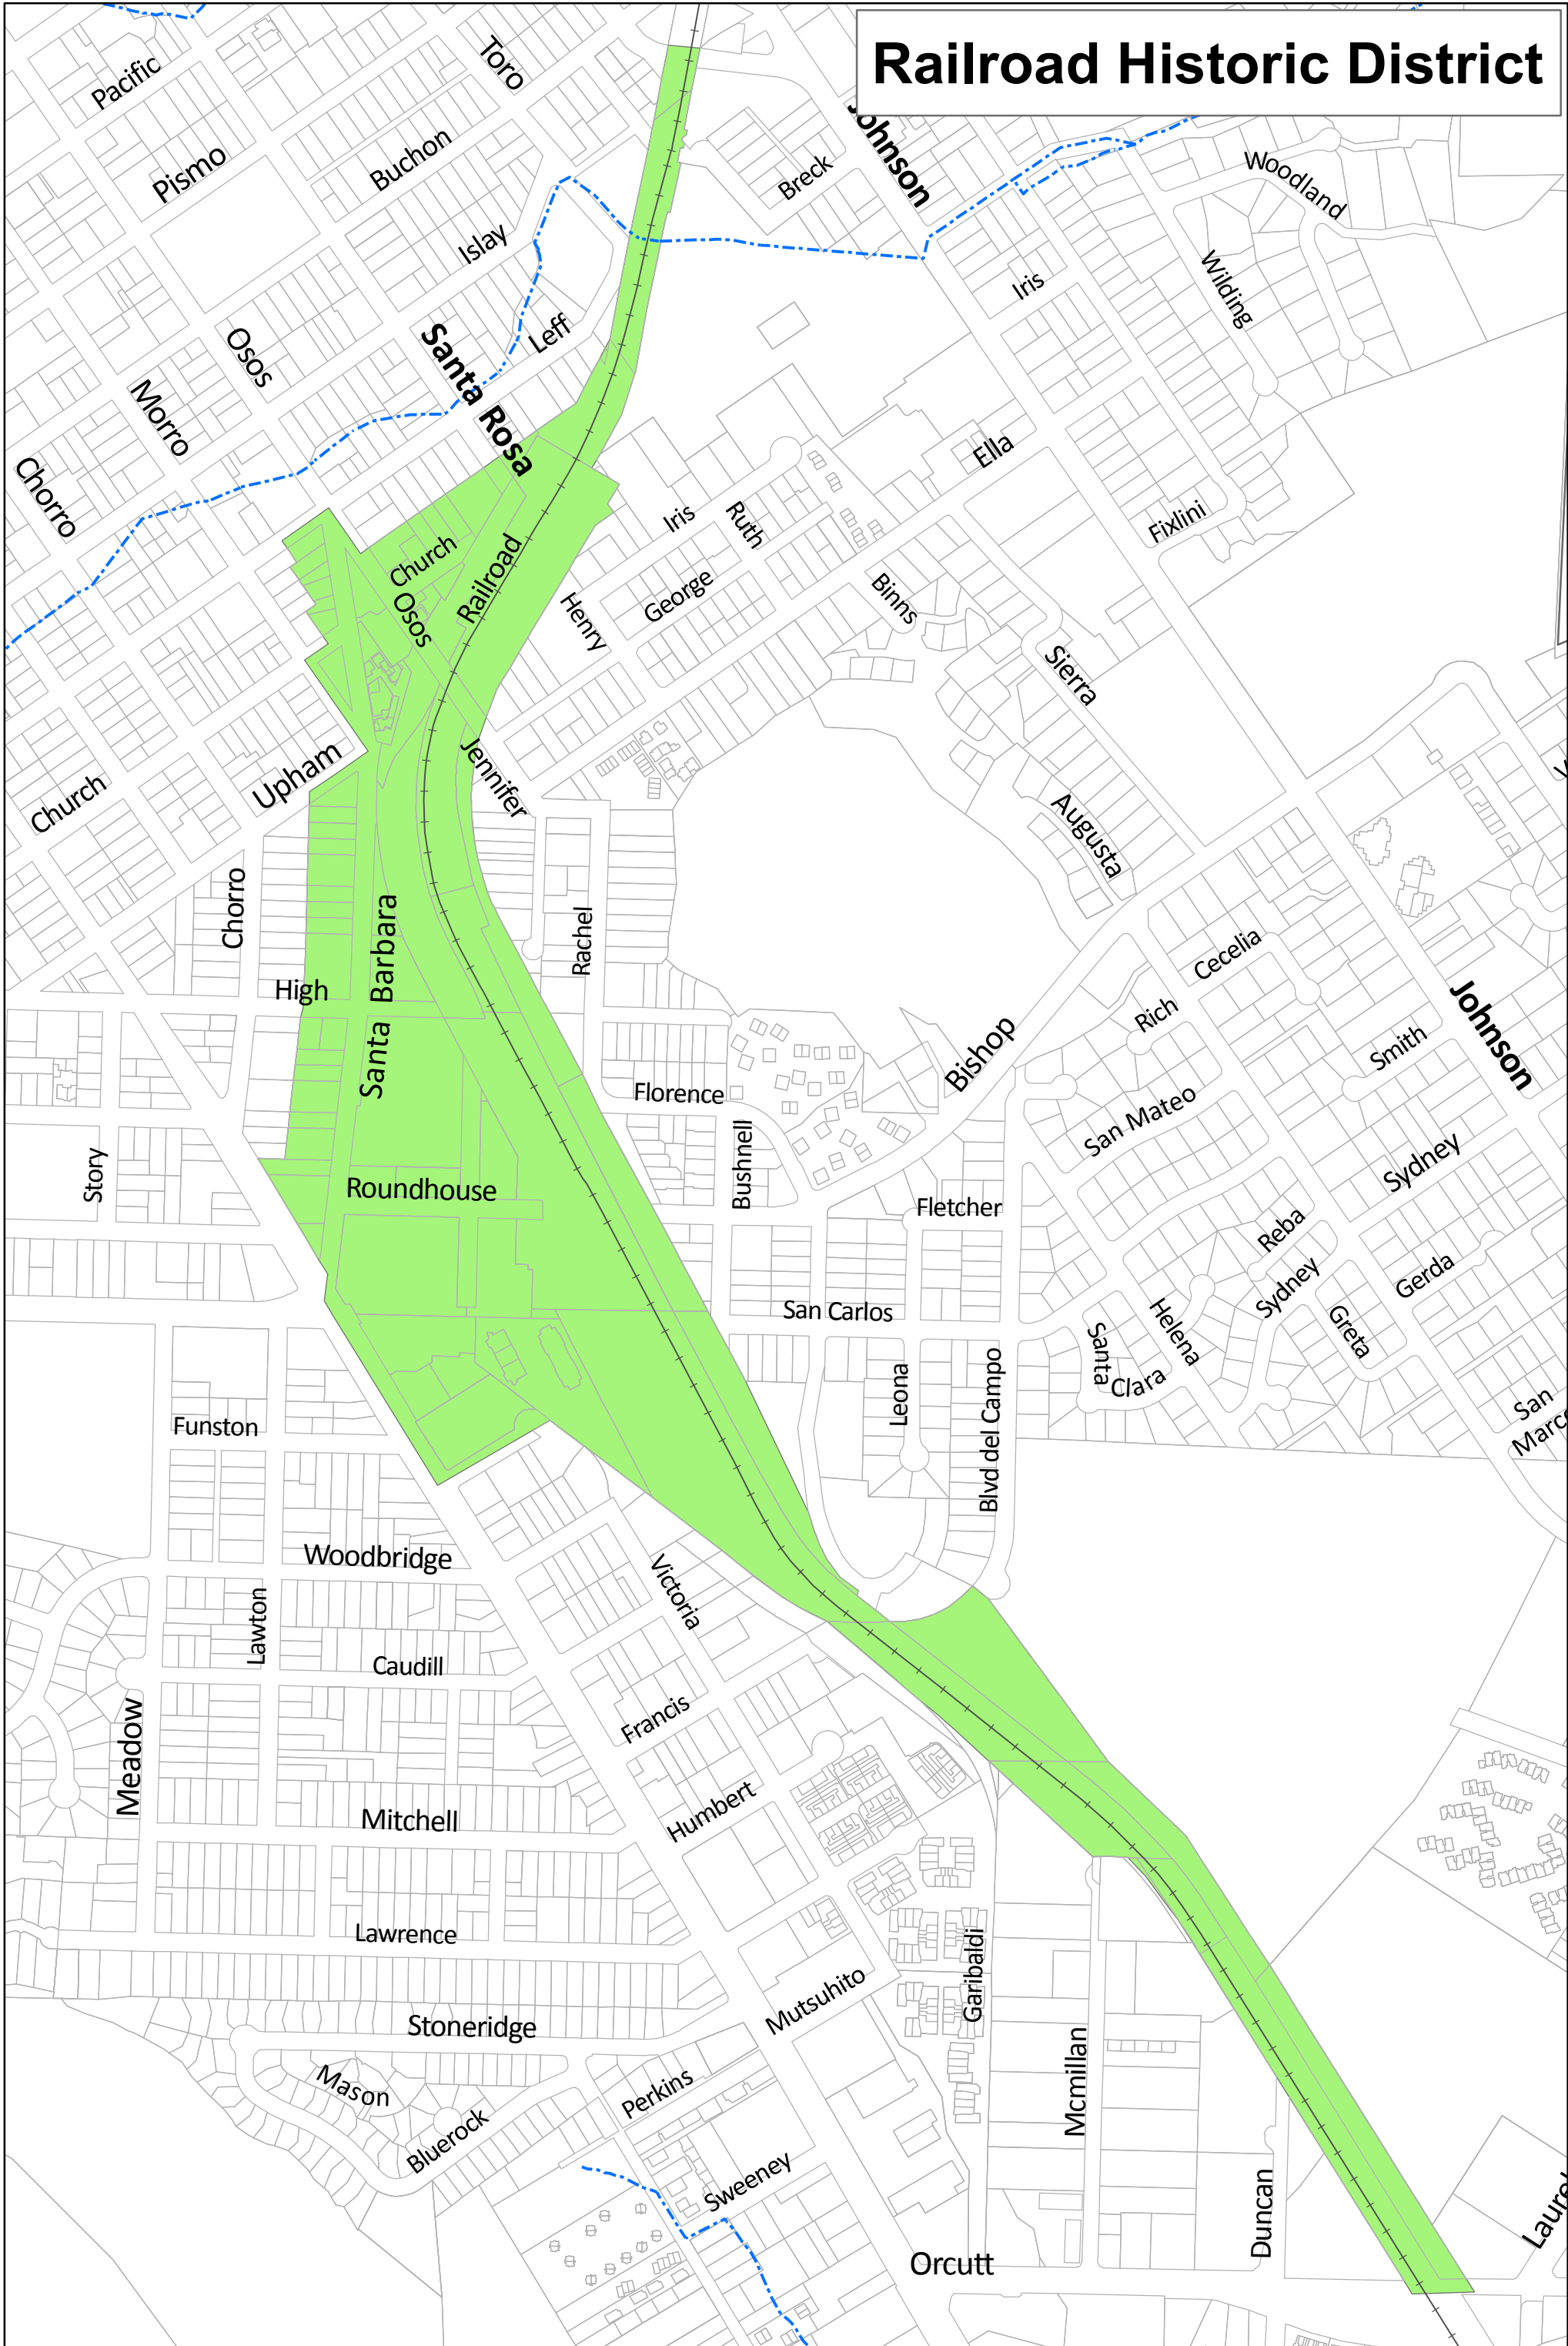 Railroad Historic District
Toro
Pacific
Johnson
Buchon
Pismo
Breck
Woodland
Islay
Iris
Wilding
Leff
Osos
Santa Rosa
Morro
Ella
Chorro
Iris
Ruth
Fixlini
Church
Railroad
George
Binns
Henry
Osos
Sierra
Upham
Jennifer
Church
Augusta
Chorro
Santa Barbara
Rachel
Cecelia
High
Rich
Johnson
Bishop
Smith
Florence
San Mateo
Story
Bushnell
Sydney
Roundhouse
Fletcher
Reba
Gerda
Sydney
San Carlos
Helena
Greta
Santa
Clara
Leona
Blvd del Campo
San
Funston
Woodbridge
Victoria
Lawton
Caudill
Francis
Meadow
Humbert
Mitchell
Lawrence
Garibaldi
Mutsuhito
Stoneridge
Mcmillan
Mason
Perkins
Bluerock
Sweeney
Duncan
Laurel
Orcutt